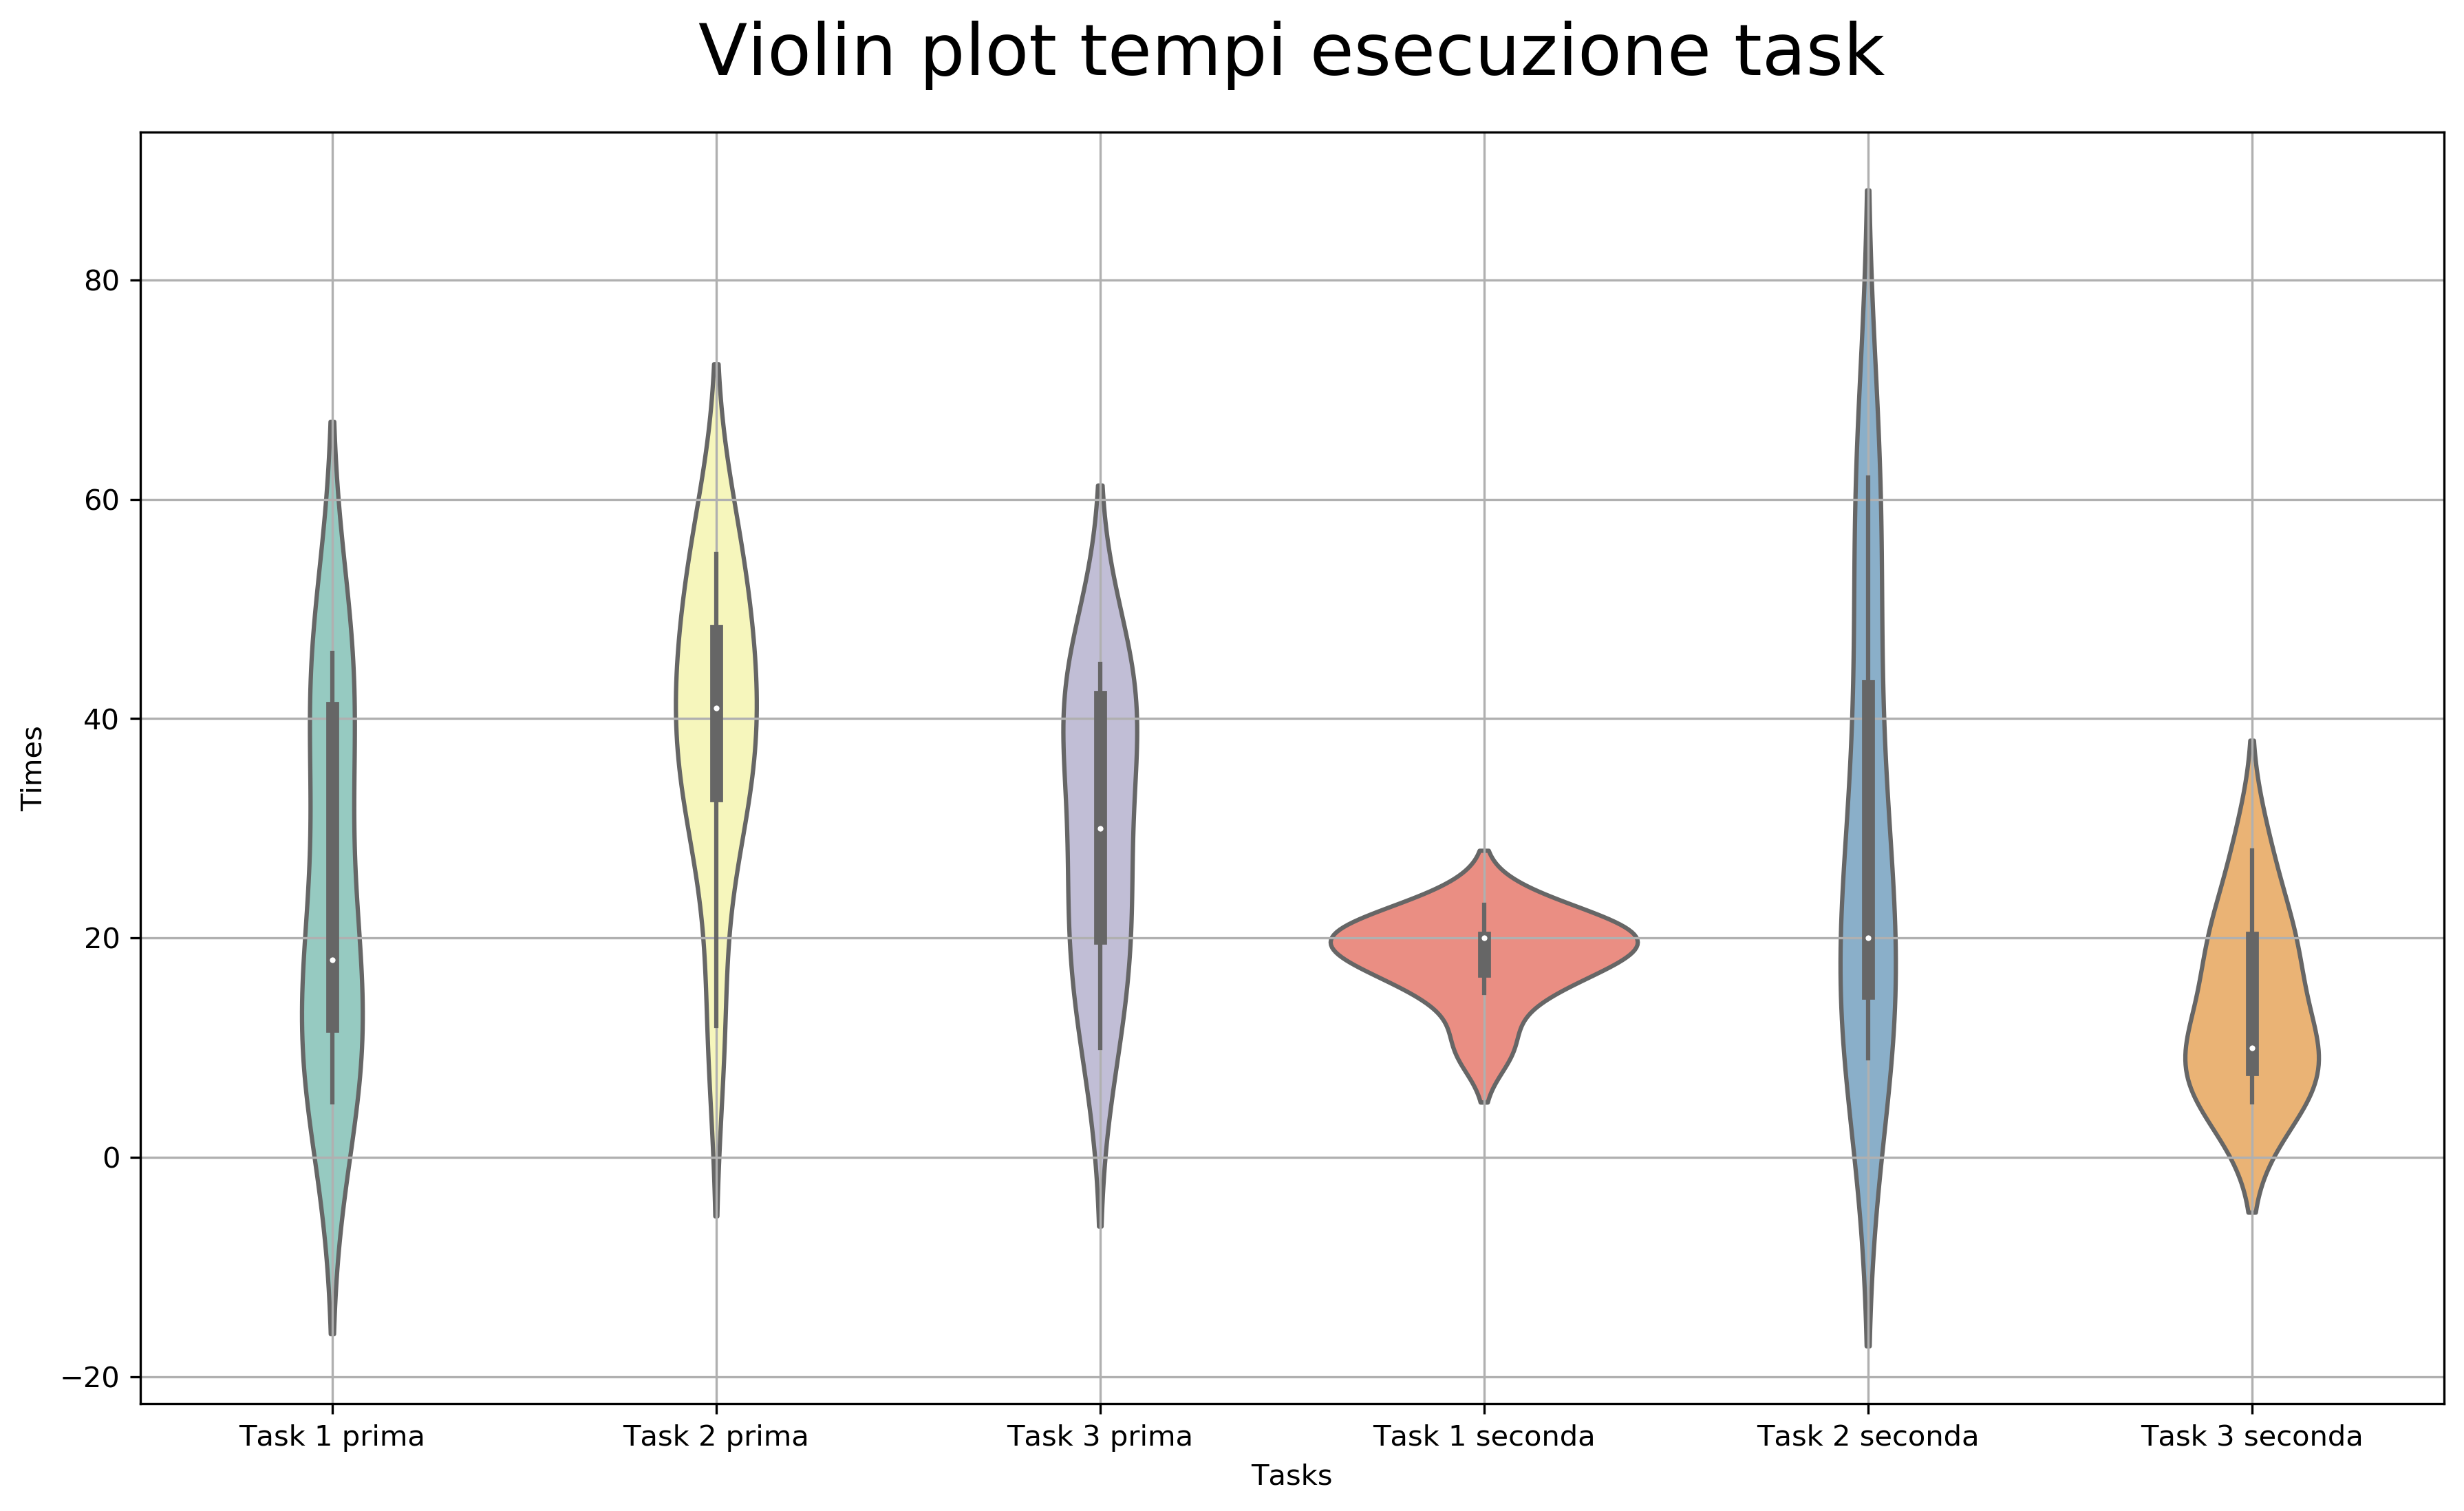 Violin plot tempi esecuzione task
Times
80
60
40
20
0
−20
Task 1 prima
Task 2 prima
Task 3 prima
Task 1 seconda
Task 2 seconda
Task 3 seconda
Tasks